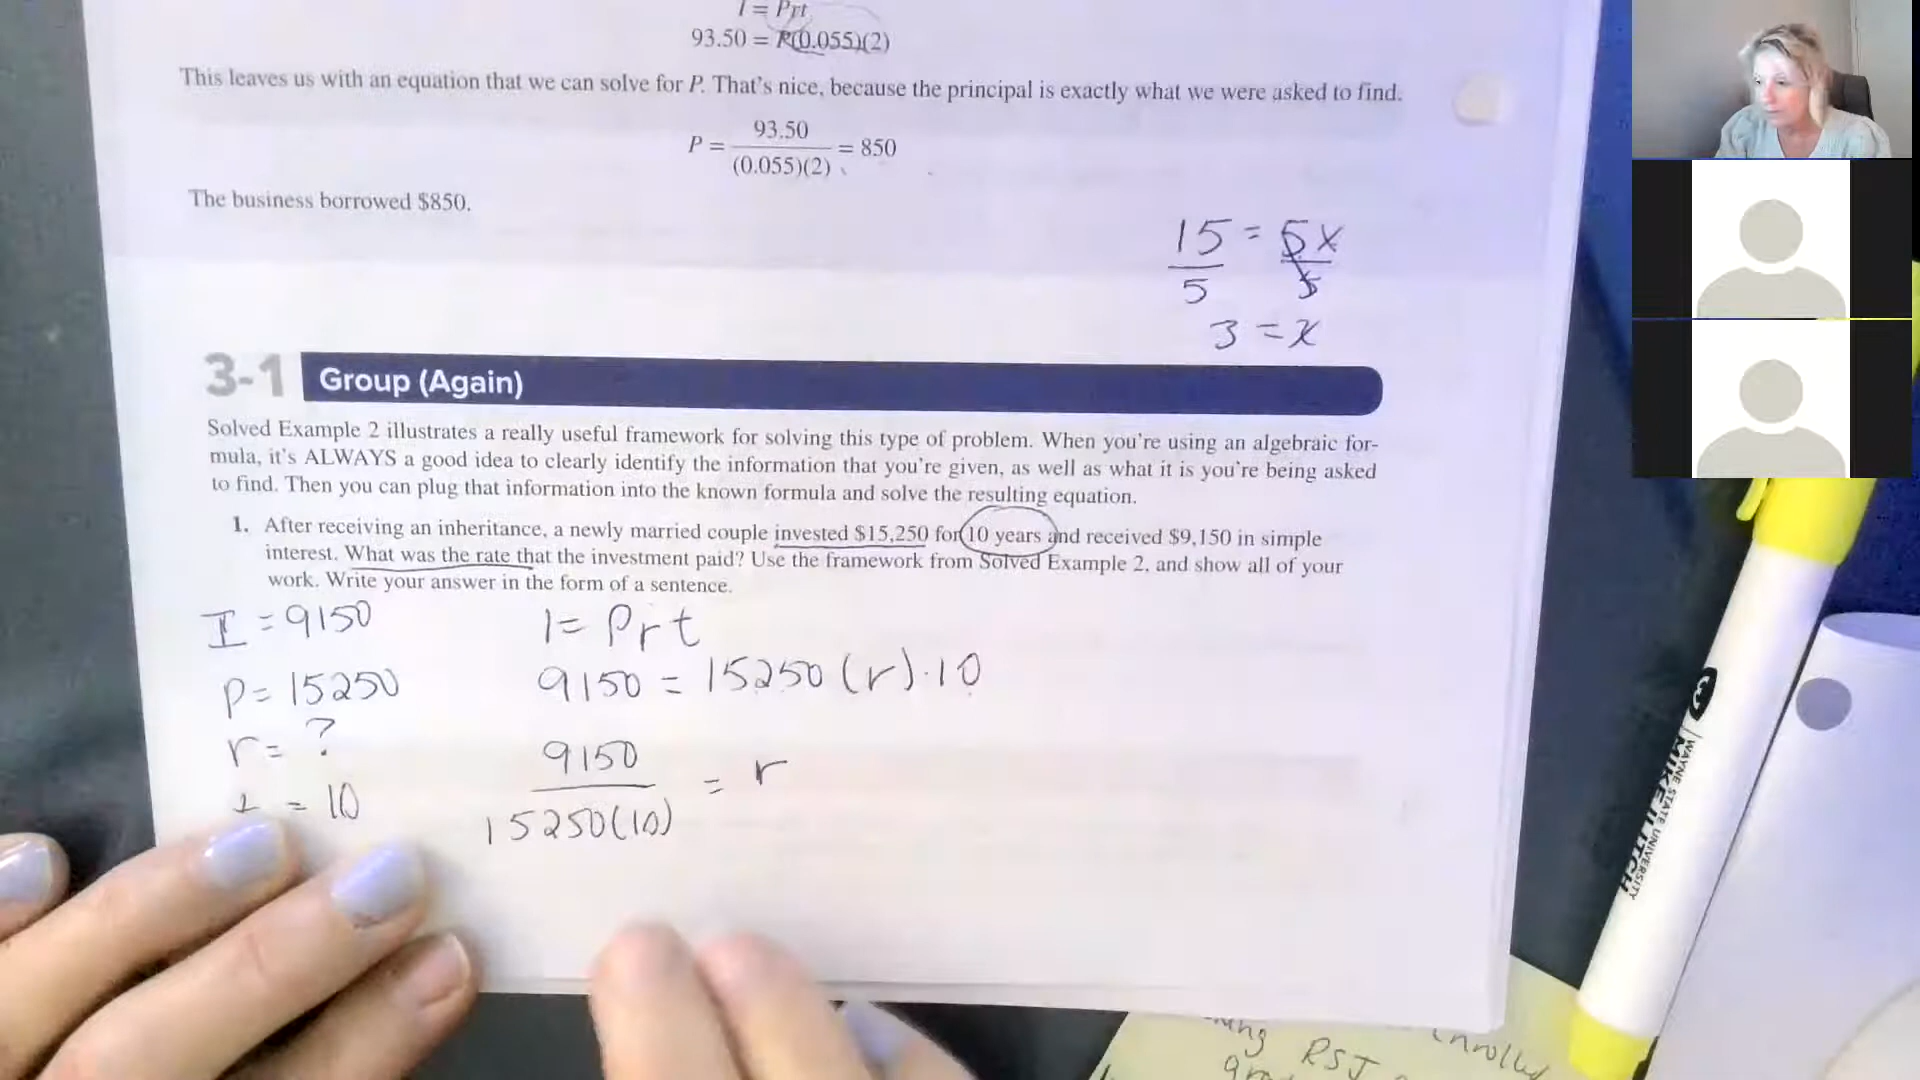 I = Prt
93.50 = P(0.055)(2)
This leaves us with an equation that we can solve for P. That's nice, because the principal is exactly what we were asked to find.
P = 93.50 / (0.055)(2) = 850
The business borrowed $850.
15 = 5x
5 5
3 = x
3-1 Group (Again)
Solved Example 2 illustrates a really useful framework for solving this type of problem. When you're using an algebraic for-
mula, it's ALWAYS a good idea to clearly identify the information that you're given, as well as what it is you're being asked
to find. Then you can plug that information into the known formula and solve the resulting equation.
1. After receiving an inheritance, a newly married couple invested $15,250 for 10 years and received $9,150 in simple
interest. What was the rate that the investment paid? Use the framework from Solved Example 2, and show all of your
work. Write your answer in the form of a sentence.
I = 9150
P = 15250
r = ?
t = 10
I = Prt
9150 = 15250 (r) · 10
9150
15250(10) = r
WAYNE STATE UNIVERSITY
MIKE ILITCH
RSJ
enrolled